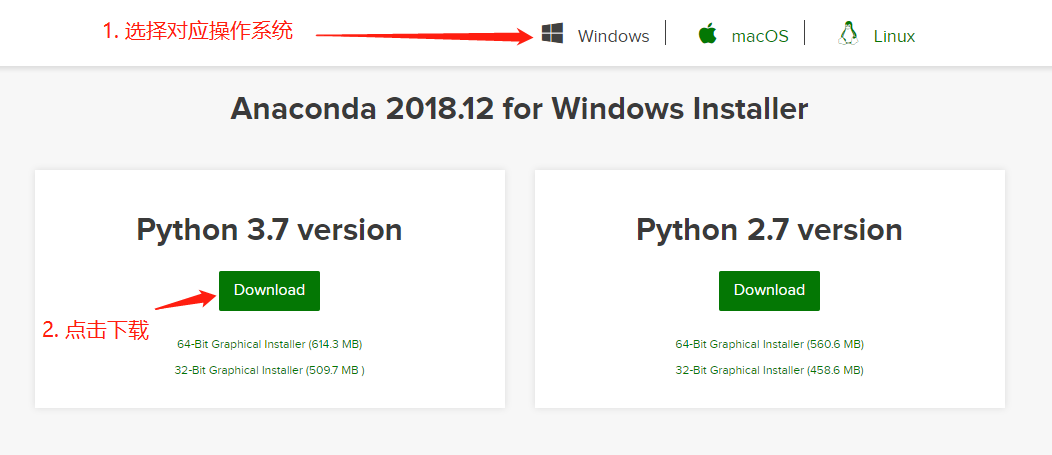 1. 选择对应操作系统
Windows
macOS
Linux
Anaconda 2018.12 for Windows Installer
Python 3.7 version
Download
2. 点击下载
64-Bit Graphical Installer (614.3 MB)
32-Bit Graphical Installer (509.7 MB )
Python 2.7 version
Download
64-Bit Graphical Installer (560.6 MB)
32-Bit Graphical Installer (458.6 MB)